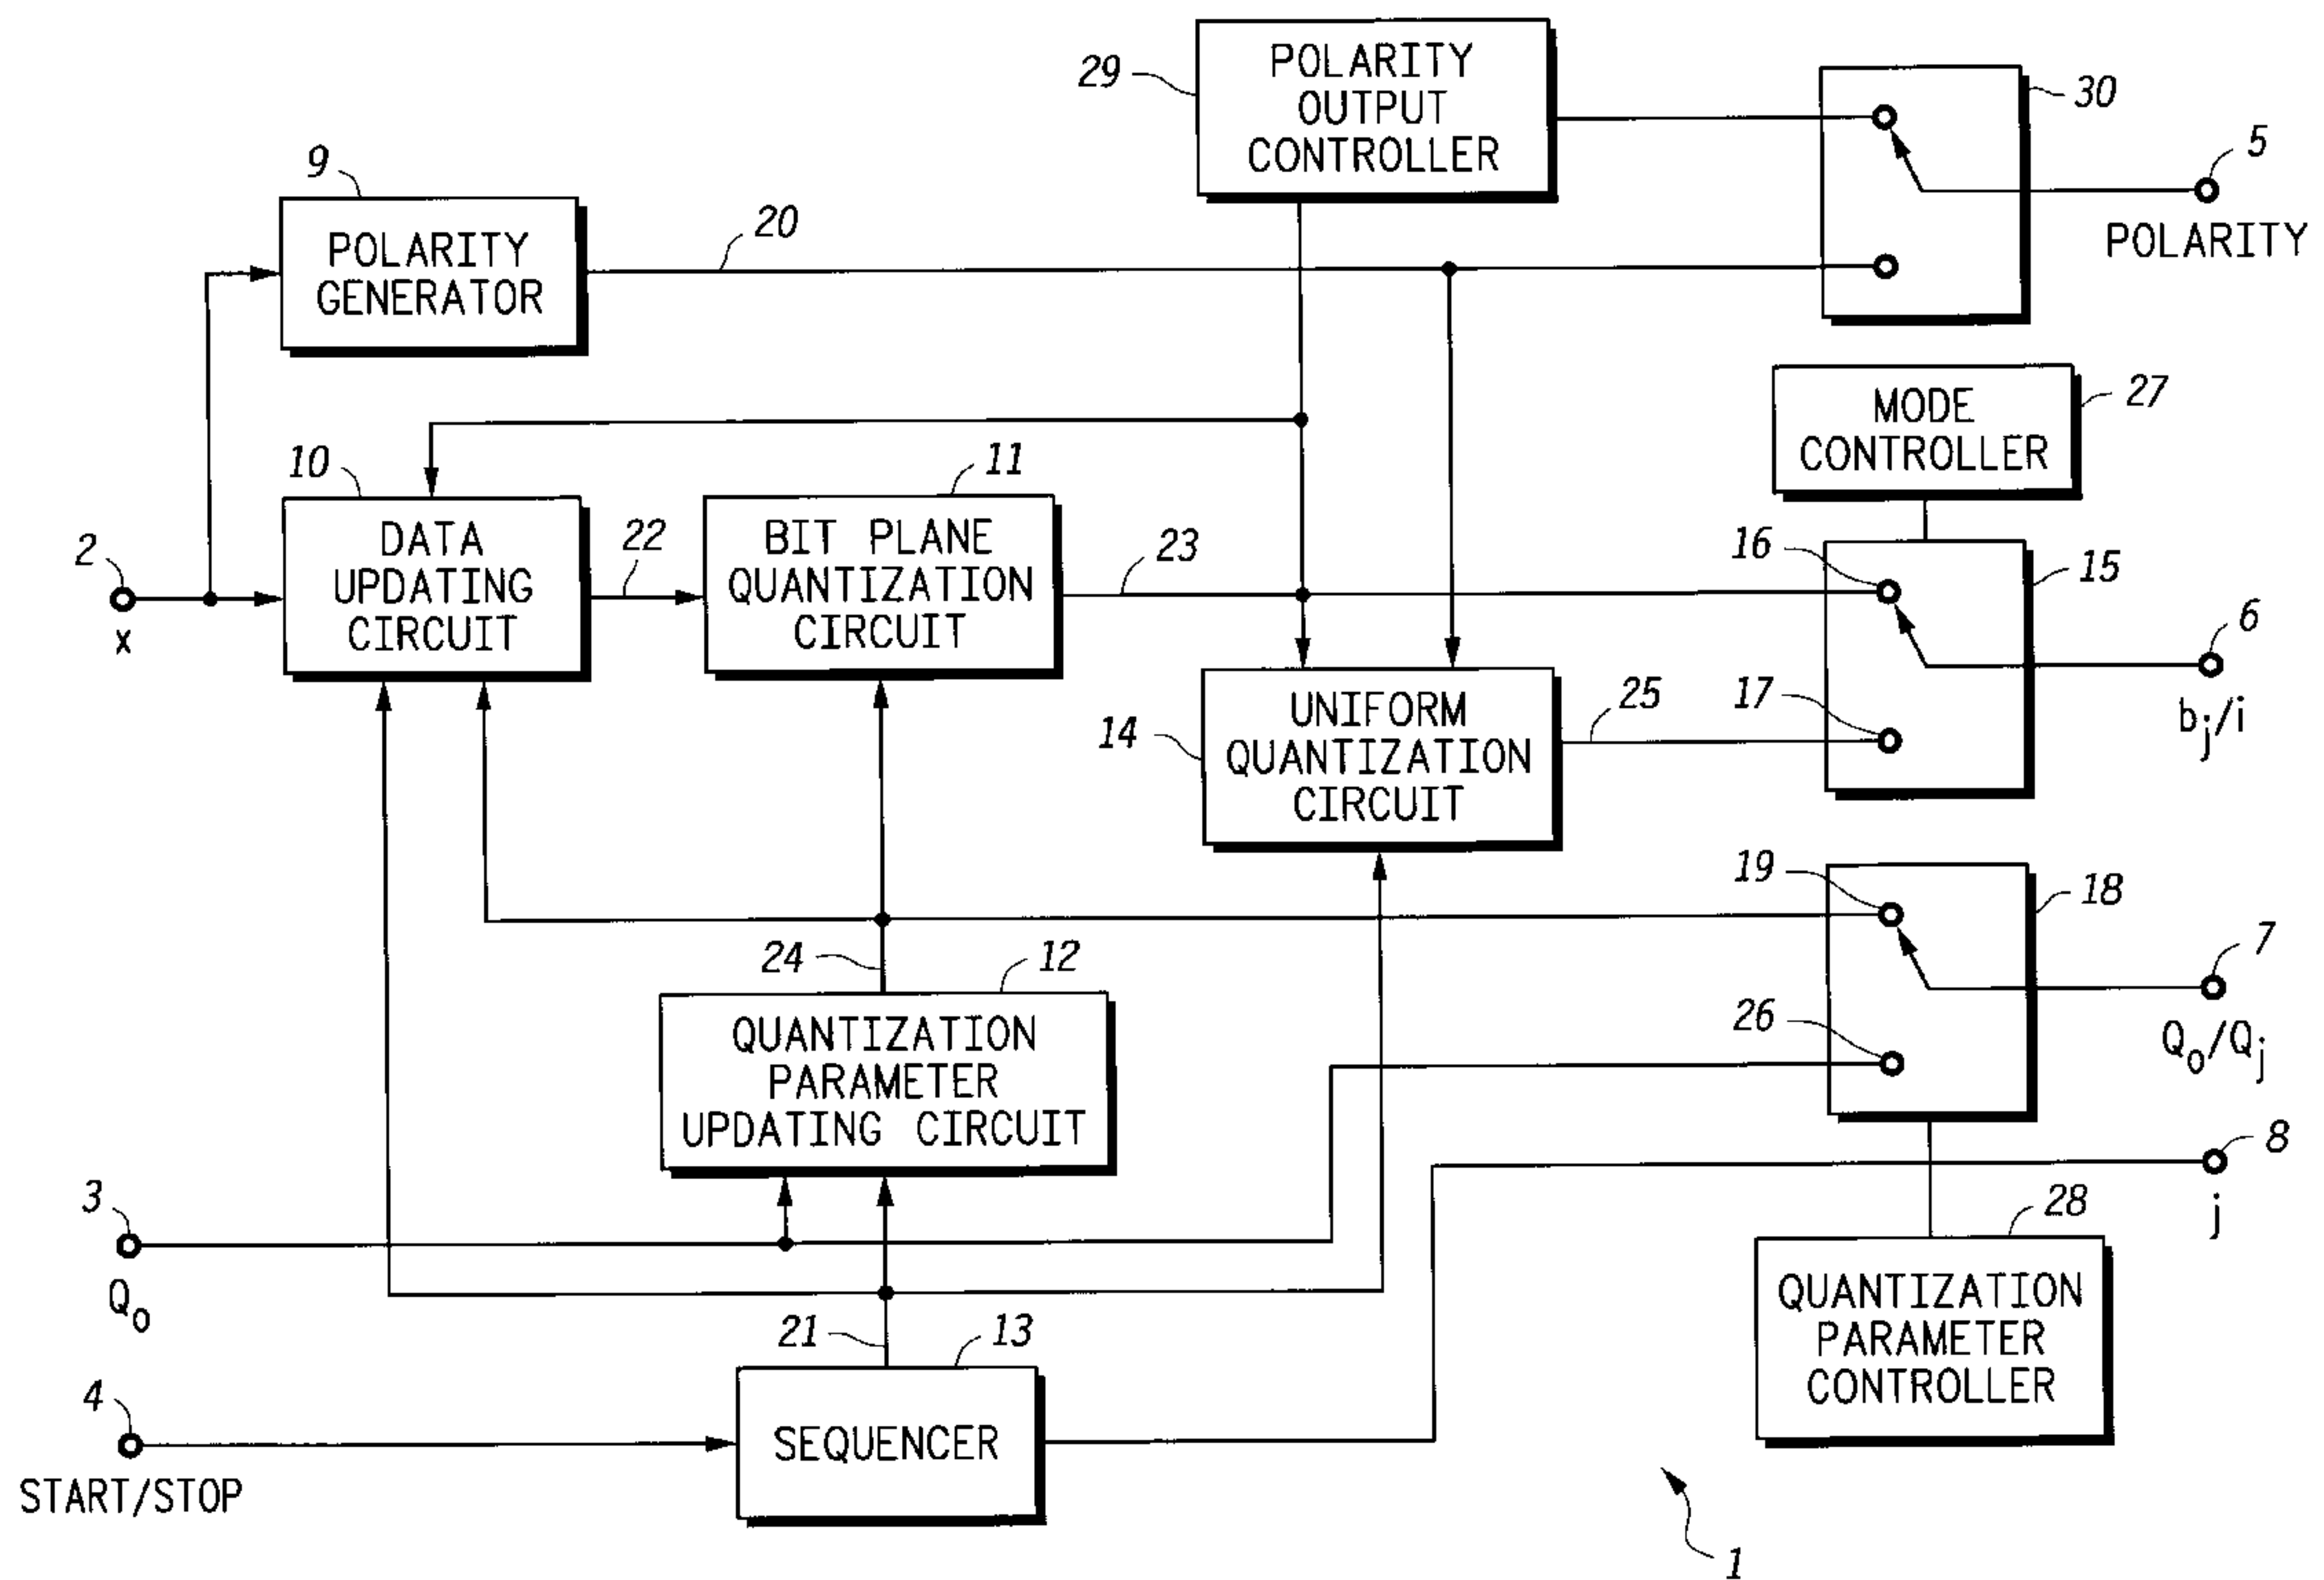 29
POLARITY
OUTPUT
CONTROLLER
30
5
POLARITY
9
POLARITY
GENERATOR
20
MODE
CONTROLLER
27
10
DATA
UPDATING
CIRCUIT
22
11
BIT PLANE
QUANTIZATION
CIRCUIT
23
2
x
16
15
17
6
bj/i
14
UNIFORM
QUANTIZATION
CIRCUIT
25
19
18
26
7
Qo/Qj
24
12
QUANTIZATION
PARAMETER
UPDATING CIRCUIT
3
Qo
8
j
28
QUANTIZATION
PARAMETER
CONTROLLER
21
13
4
START/STOP
SEQUENCER
1